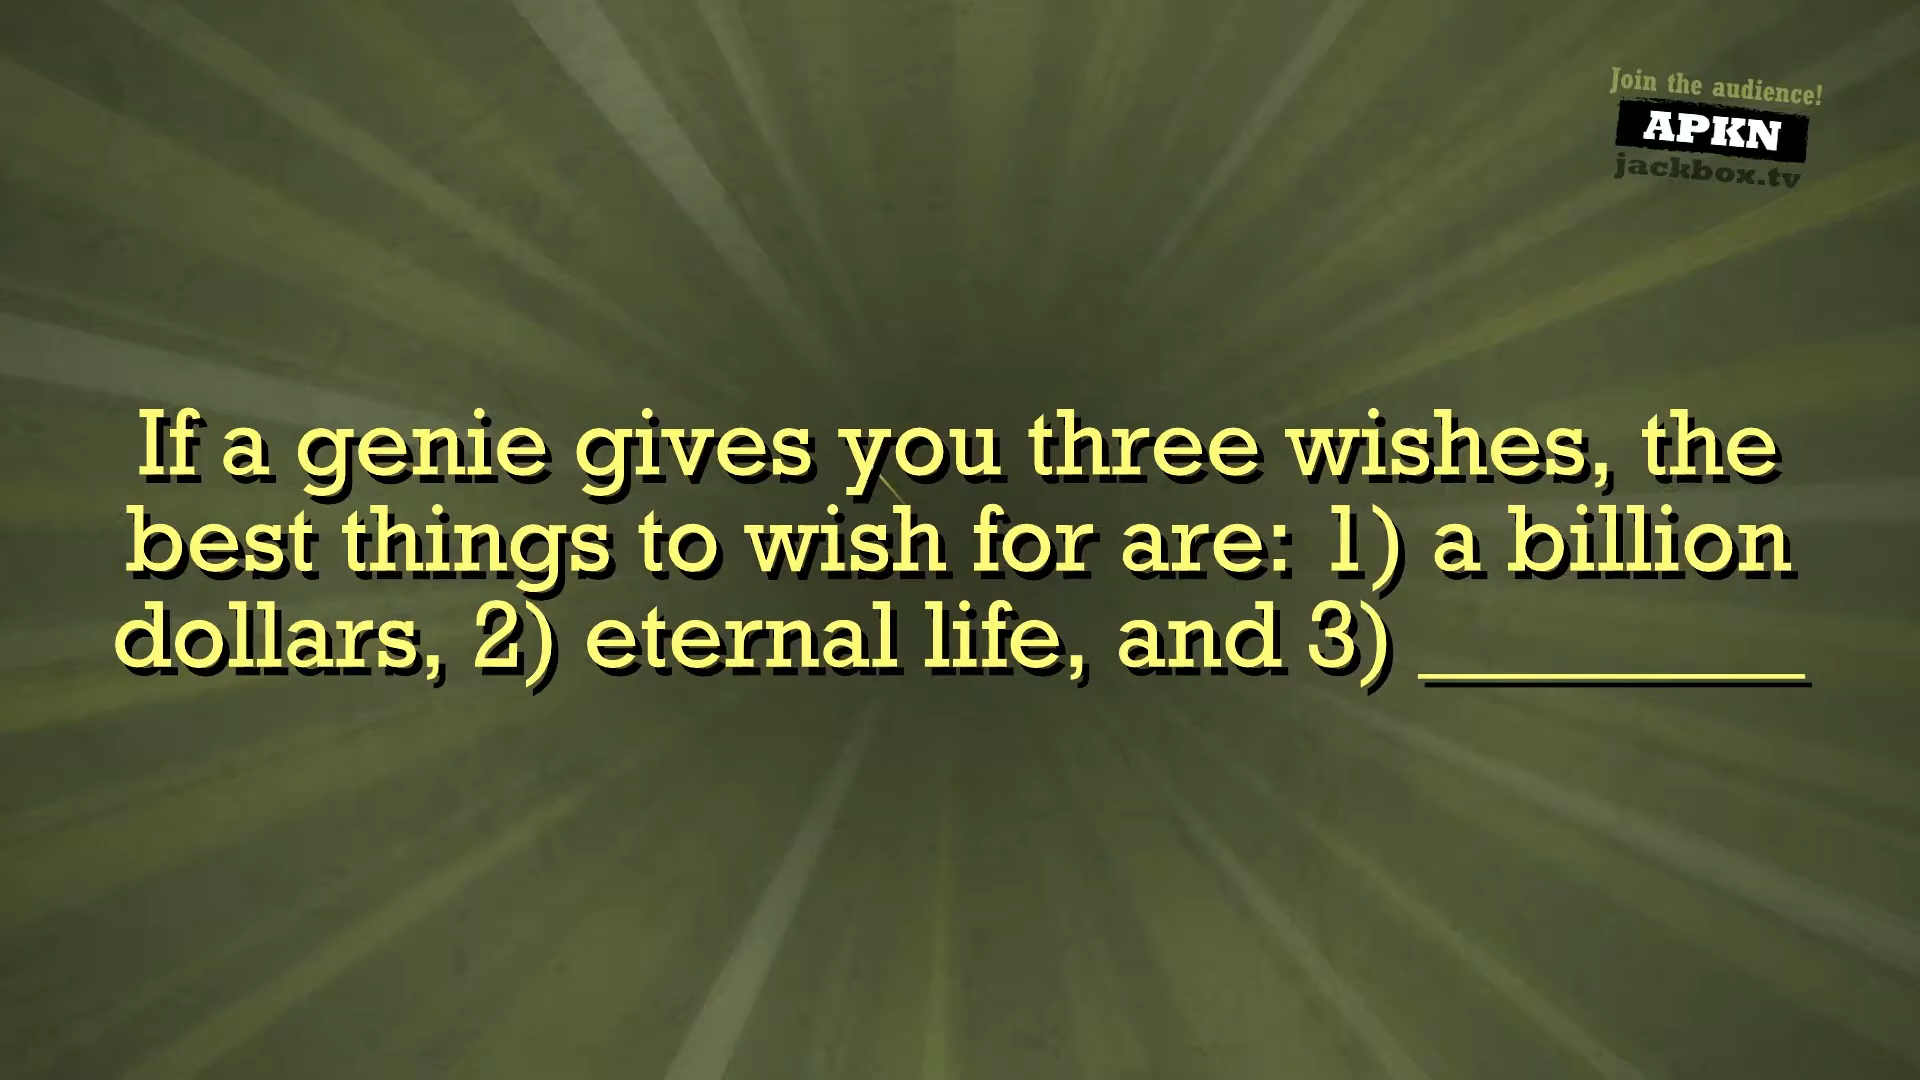 Join the audience!
APKN
jackbox.tv
If a genie gives you three wishes, the
best things to wish for are: 1) a billion
dollars, 2) eternal life, and 3) ________